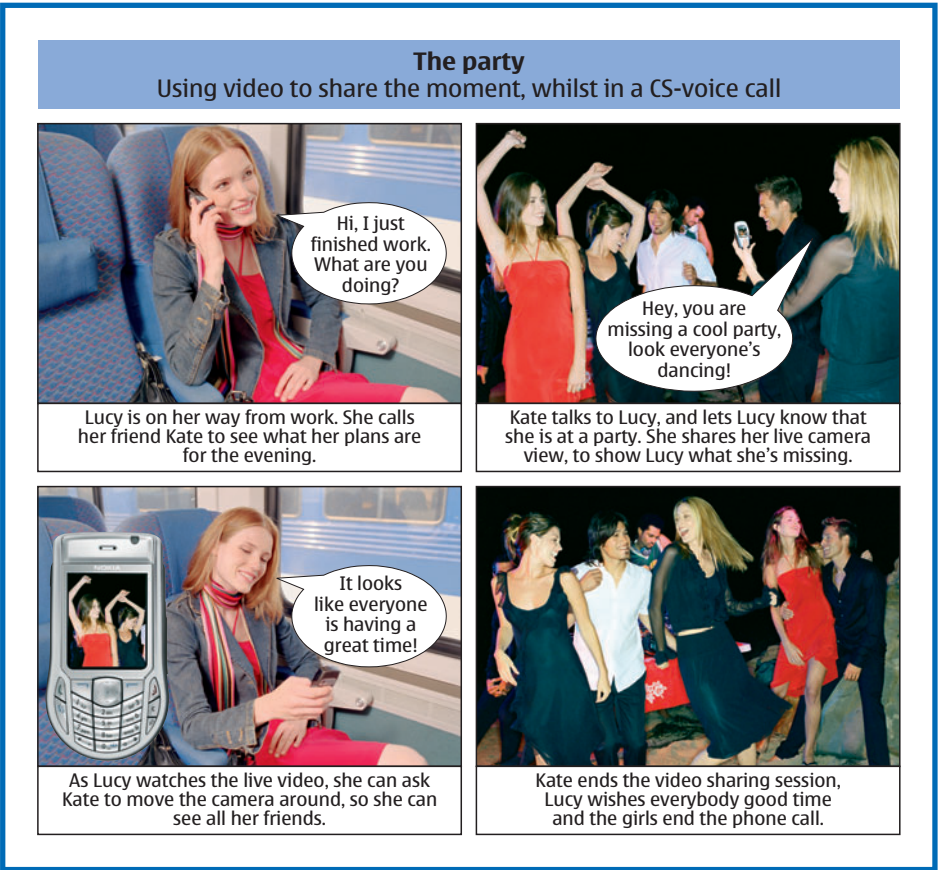 The party
Using video to share the moment, whilst in a CS-voice call
Hi, I just
finished work.
What are you
doing?
Lucy is on her way from work. She calls
her friend Kate to see what her plans are
for the evening.
Hey, you are
missing a cool party,
look everyone's
dancing!
Kate talks to Lucy, and lets Lucy know that
she is at a party. She shares her live camera
view, to show Lucy what she's missing.
NOKIA
It looks
like everyone
is having a
great time!
As Lucy watches the live video, she can ask
Kate to move the camera around, so she can
see all her friends.
Kate ends the video sharing session,
Lucy wishes everybody good time
and the girls end the phone call.